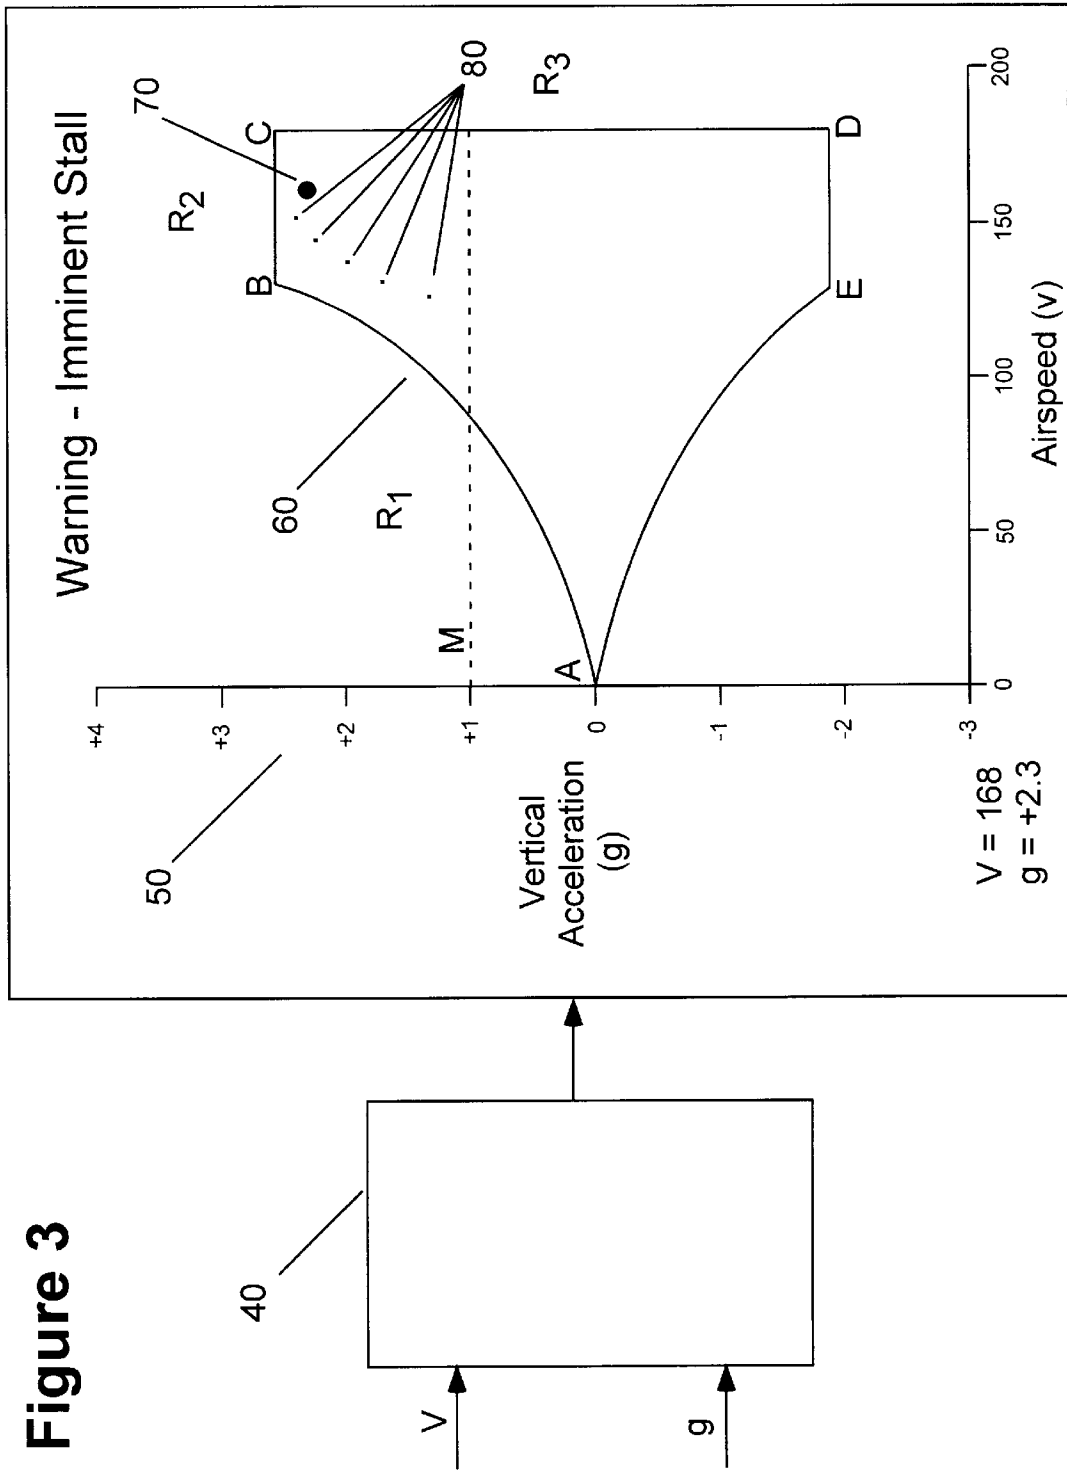 Figure 3
V
g
40
50
Warning - Imminent Stall
60
70
80
R1
R2
R3
A
B
C
D
E
M
+4
+3
+2
+1
0
-1
-2
-3
Vertical
Acceleration
(g)
0
50
100
150
200
Airspeed (v)
V = 168
g = +2.3